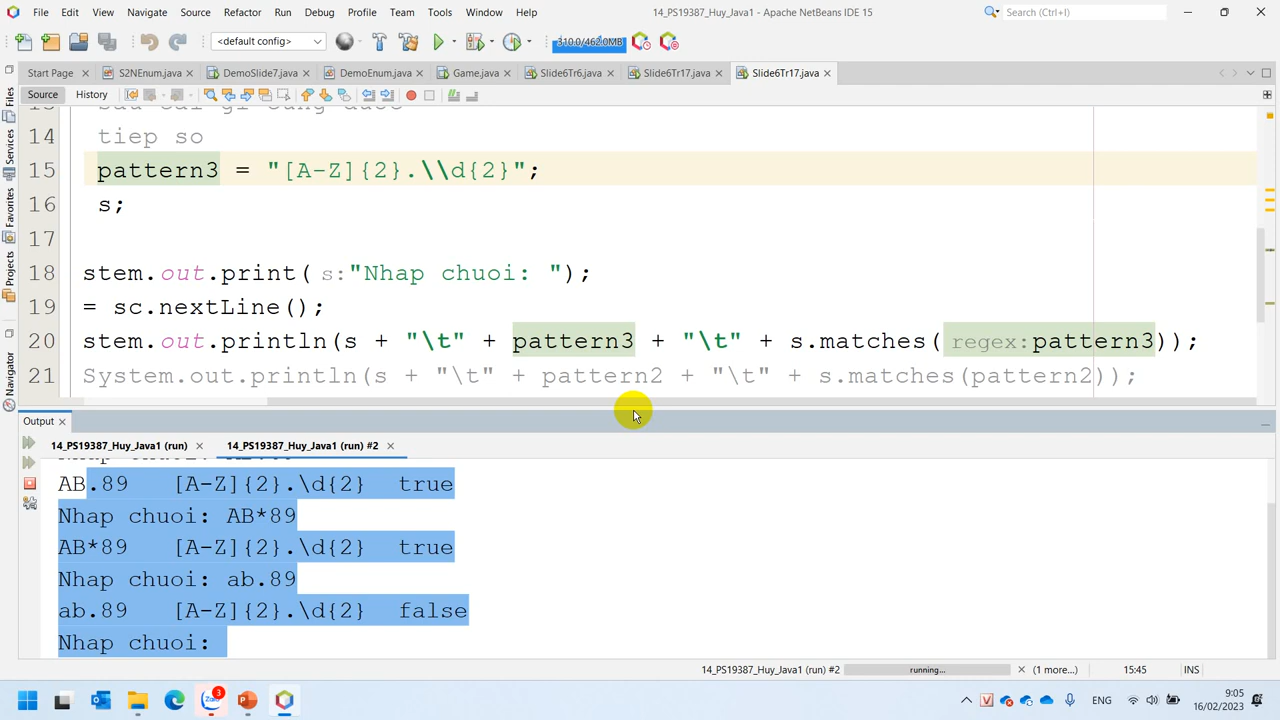 File Edit View Navigate Source Refactor Run Debug Profile Team Tools Window Help 14_PS19387_Huy_Java1 - Apache NetBeans IDE 15 Search (Ctrl+I)
<default config> 310.0/462.0MB
Start Page S2NEnum.java DemoSlide7.java DemoEnum.java Game.java Slide6Tr6.java Slide6Tr17.java Slide6Tr17.java
Source History
14 tiep so
15 pattern3 = "[A-Z]{2}.\\d{2}";
16 s;
17
18 stem.out.print( s:"Nhap chuoi: ");
19 = sc.nextLine();
20 stem.out.println(s + "\t" + pattern3 + "\t" + s.matches( regex:pattern3));
21 System.out.println(s + "\t" + pattern2 + "\t" + s.matches(pattern2));
Files
Services
Favorites
Projects
Navigator
Output
14_PS19387_Huy_Java1 (run) 14_PS19387_Huy_Java1 (run) #2
AB.89 [A-Z]{2}.\d{2} true
Nhap chuoi: AB*89
AB*89 [A-Z]{2}.\d{2} true
Nhap chuoi: ab.89
ab.89 [A-Z]{2}.\d{2} false
Nhap chuoi:
14_PS19387_Huy_Java1 (run) #2 running... (1 more...) 15:45 INS
3 ENG 9:05
16/02/2023